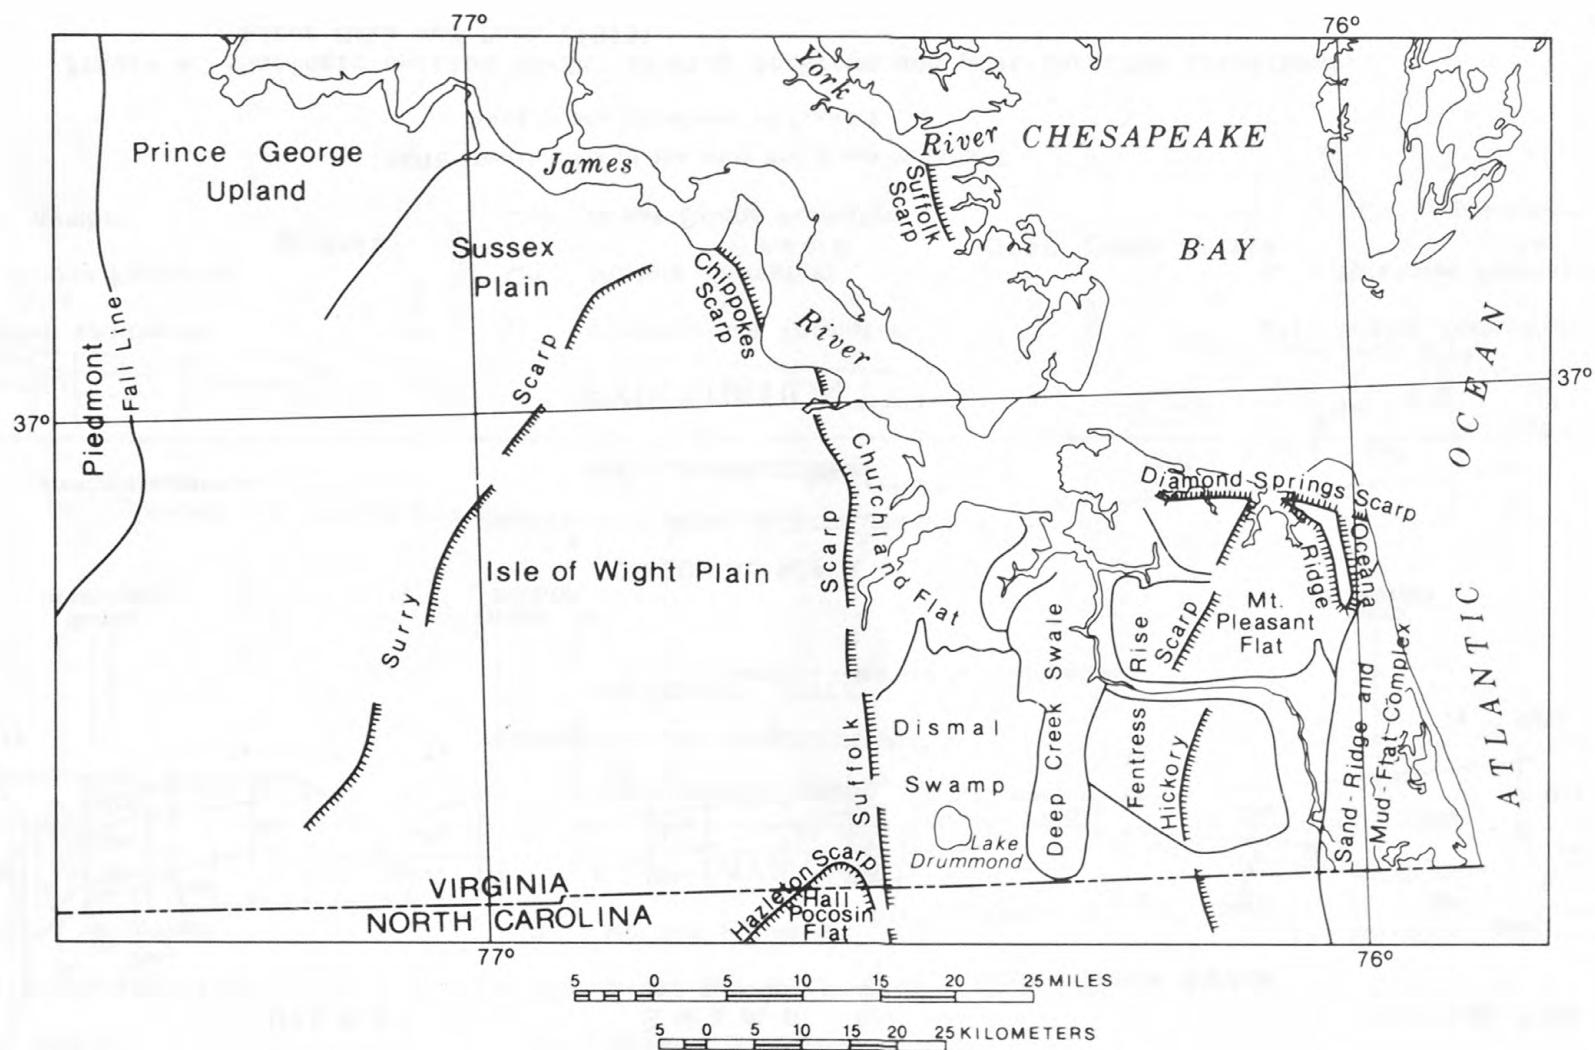 77°
76°
York
River
CHESAPEAKE
BAY
Prince George
Upland
James
River
Suffolk
Scarp
Sussex
Plain
Chippokes
Scarp
Piedmont
Fall Line
37°
37°
OCEAN
ATLANTIC
Surry
Scarp
Isle of Wight Plain
Suffolk
Scarp
Churchland
Flat
Diamond Springs Scarp
Oceana
Ridge
Mt.
Pleasant
Flat
Hickory
Scarp
Fentress
Rise
Deep Creek Swale
Dismal
Swamp
Lake
Drummond
Sand-Ridge and
Mud-Flat Complex
Hazleton Scarp
Hall
Pocosin
Flat
VIRGINIA
NORTH CAROLINA
77°
76°
5 0 5 10 15 20 25 MILES
5 0 5 10 15 20 25 KILOMETERS